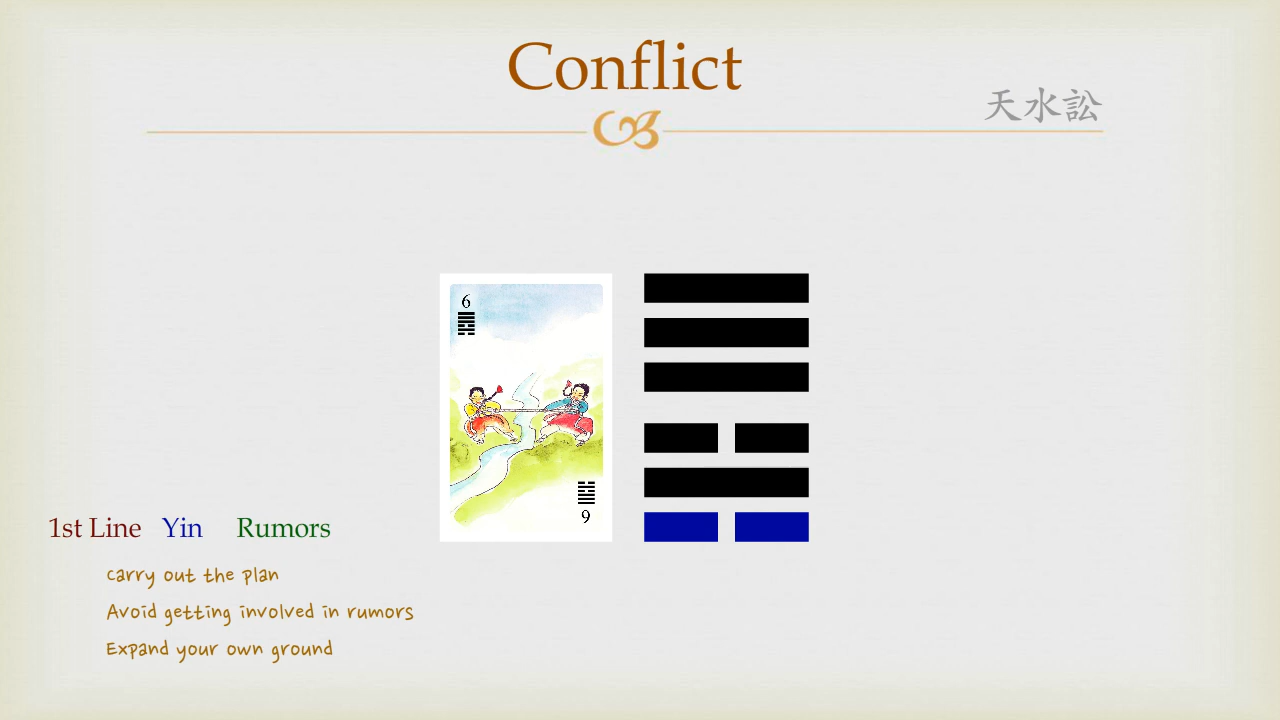 Conflict
天水訟
6
1st Line Yin Rumors
Carry out the plan
Avoid getting involved in rumors
Expand your own ground
6